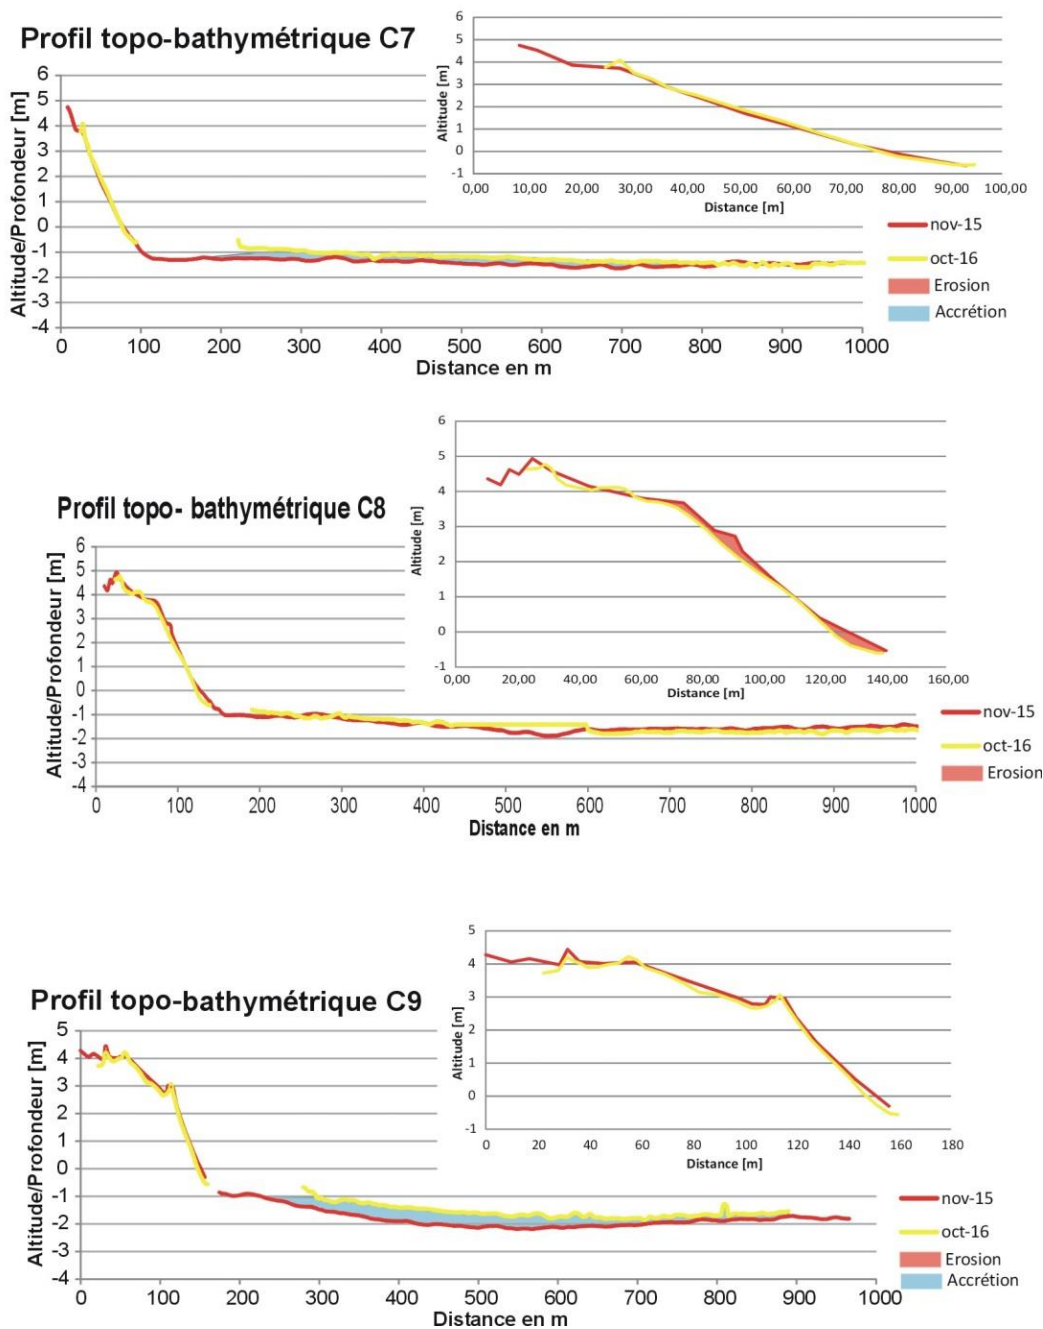 Profil topo-bathymétrique C7
Altitude/Profondeur [m]
6
5
4
3
2
1
0
-1
-2
-3
-4
0 100 200 300 400 500 600 700 800 900 1000
Distance en m
Altitude [m]
6
5
4
3
2
1
0
-1
0,00 10,00 20,00 30,00 40,00 50,00 60,00 70,00 80,00 90,00 100,00
Distance [m]
nov-15
oct-16
Erosion
Accrétion
Profil topo- bathymétrique C8
Altitude/Profondeur [m]
6
5
4
3
2
1
0
-1
-2
-3
-4
0 100 200 300 400 500 600 700 800 900 1000
Distance en m
Altitude [m]
6
5
4
3
2
1
0
-1
0,00 20,00 40,00 60,00 80,00 100,00 120,00 140,00 160,00
Distance [m]
nov-15
oct-16
Erosion
Profil topo-bathymétrique C9
Altitude/Profondeur [m]
5
4
3
2
1
0
-1
-2
-3
-4
0 100 200 300 400 500 600 700 800 900 1000
Distance en m
Altitude [m]
5
4
3
2
1
0
-1
0 20 40 60 80 100 120 140 160 180
Distance [m]
nov-15
oct-16
Erosion
Accrétion